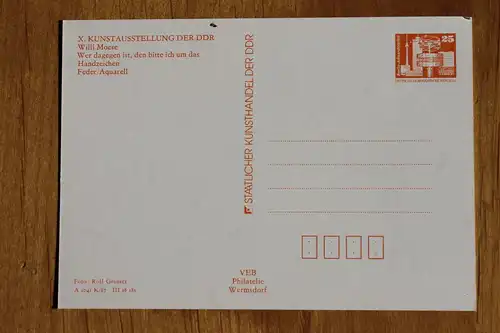 X. KUNSTAUSSTELLUNG DER DDR
Willi Moese
Wer dagegen ist, den bitte ich um das
Handzeichen
Feder/Aquarell
STAATLICHER KUNSTHANDEL DER DDR
25
VEB
Philatelie
Wermsdorf
Foto: Rolf